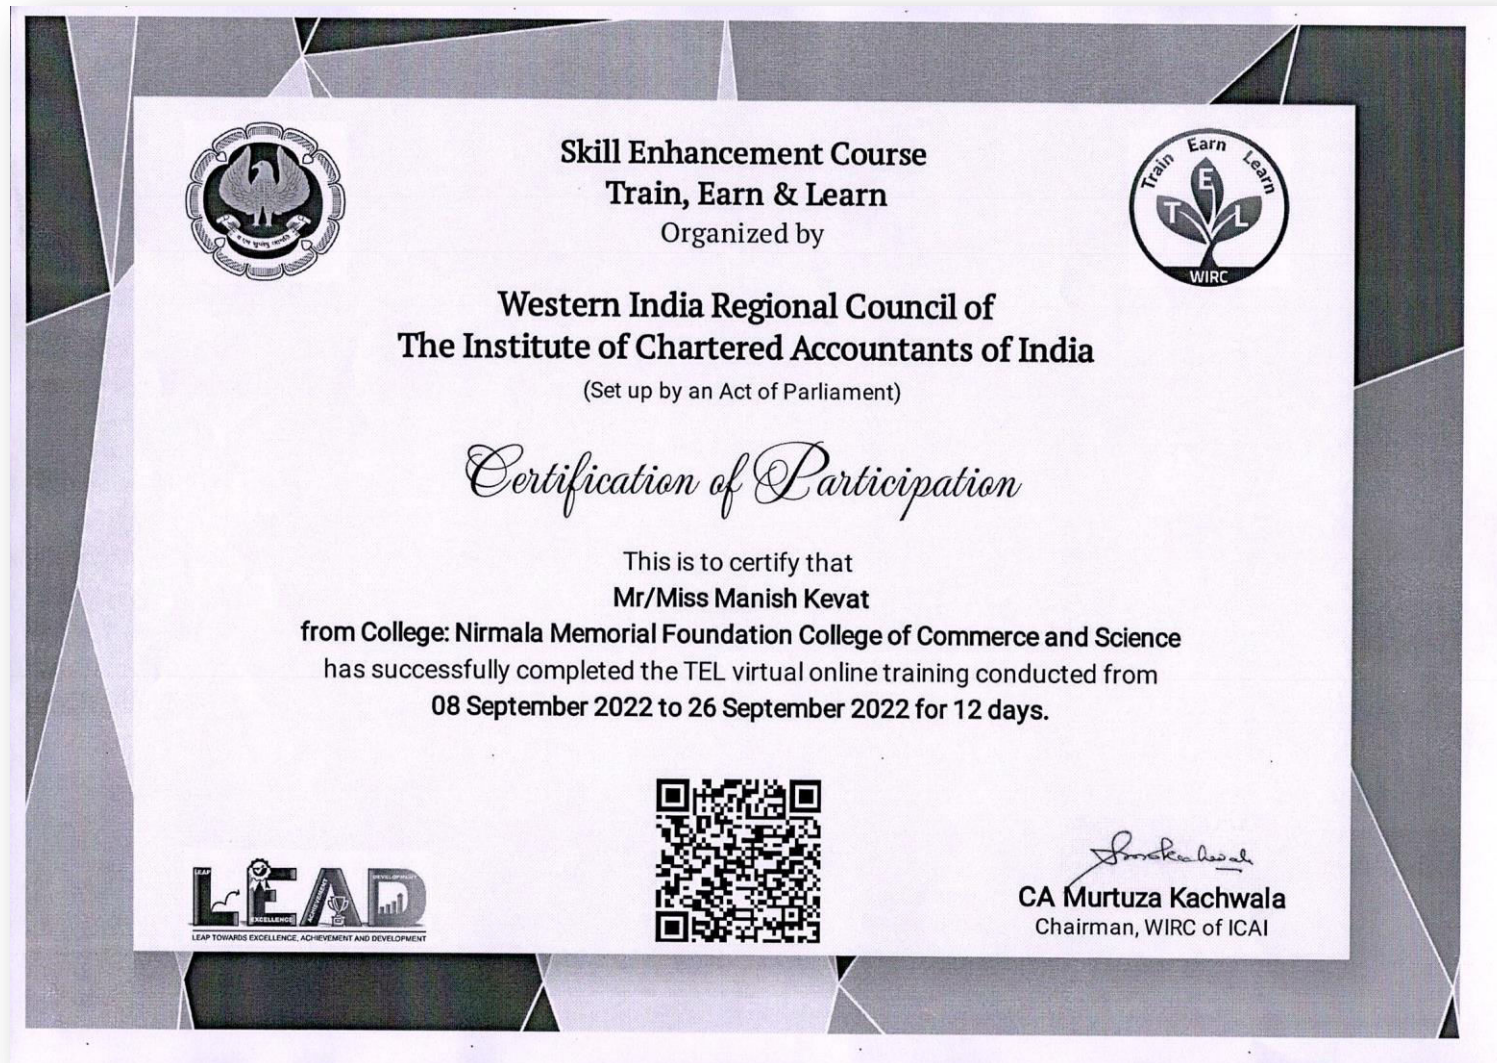 Skill Enhancement Course
Train, Earn & Learn
Organized by
Train Earn Learn
T E L
WIRC
Western India Regional Council of
The Institute of Chartered Accountants of India
(Set up by an Act of Parliament)
Certification of Participation
This is to certify that
Mr/Miss Manish Kevat
from College: Nirmala Memorial Foundation College of Commerce and Science
has successfully completed the TEL virtual online training conducted from
08 September 2022 to 26 September 2022 for 12 days.
LEAD
LEAP
EXCELLENCE
ACHIEVEMENT
DEVELOPMENT
LEAP TOWARDS EXCELLENCE, ACHIEVEMENT AND DEVELOPMENT
CA Murtuza Kachwala
Chairman, WIRC of ICAI